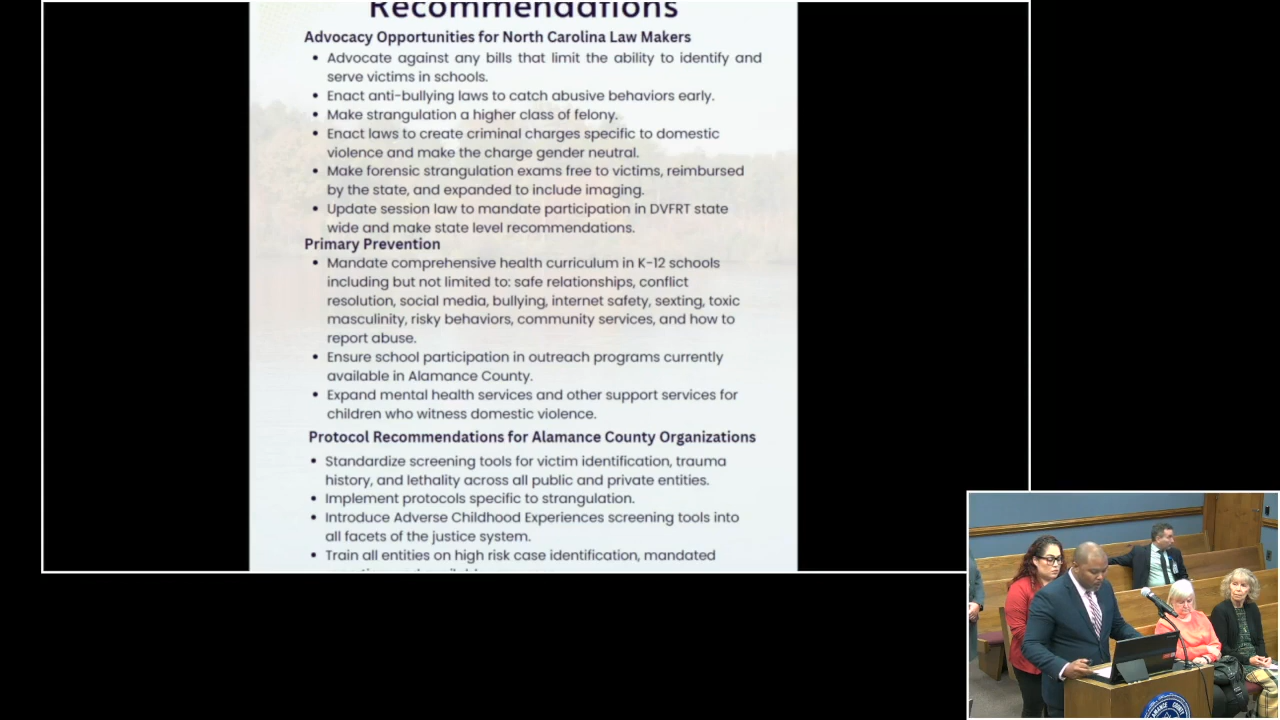 Recommendations
Advocacy Opportunities for North Carolina Law Makers
• Advocate against any bills that limit the ability to identify and
serve victims in schools.
• Enact anti-bullying laws to catch abusive behaviors early.
• Make strangulation a higher class of felony.
• Enact laws to create criminal charges specific to domestic
violence and make the charge gender neutral.
• Make forensic strangulation exams free to victims, reimbursed
by the state, and expanded to include imaging.
• Update session law to mandate participation in DVFRT state
wide and make state level recommendations.
Primary Prevention
• Mandate comprehensive health curriculum in K-12 schools
including but not limited to: safe relationships, conflict
resolution, social media, bullying, internet safety, sexting, toxic
masculinity, risky behaviors, community services, and how to
report abuse.
• Ensure school participation in outreach programs currently
available in Alamance County.
• Expand mental health services and other support services for
children who witness domestic violence.
Protocol Recommendations for Alamance County Organizations
• Standardize screening tools for victim identification, trauma
history, and lethality across all public and private entities.
• Implement protocols specific to strangulation.
• Introduce Adverse Childhood Experiences screening tools into
all facets of the justice system.
• Train all entities on high risk case identification, mandated
ALAMANCE COUNTY